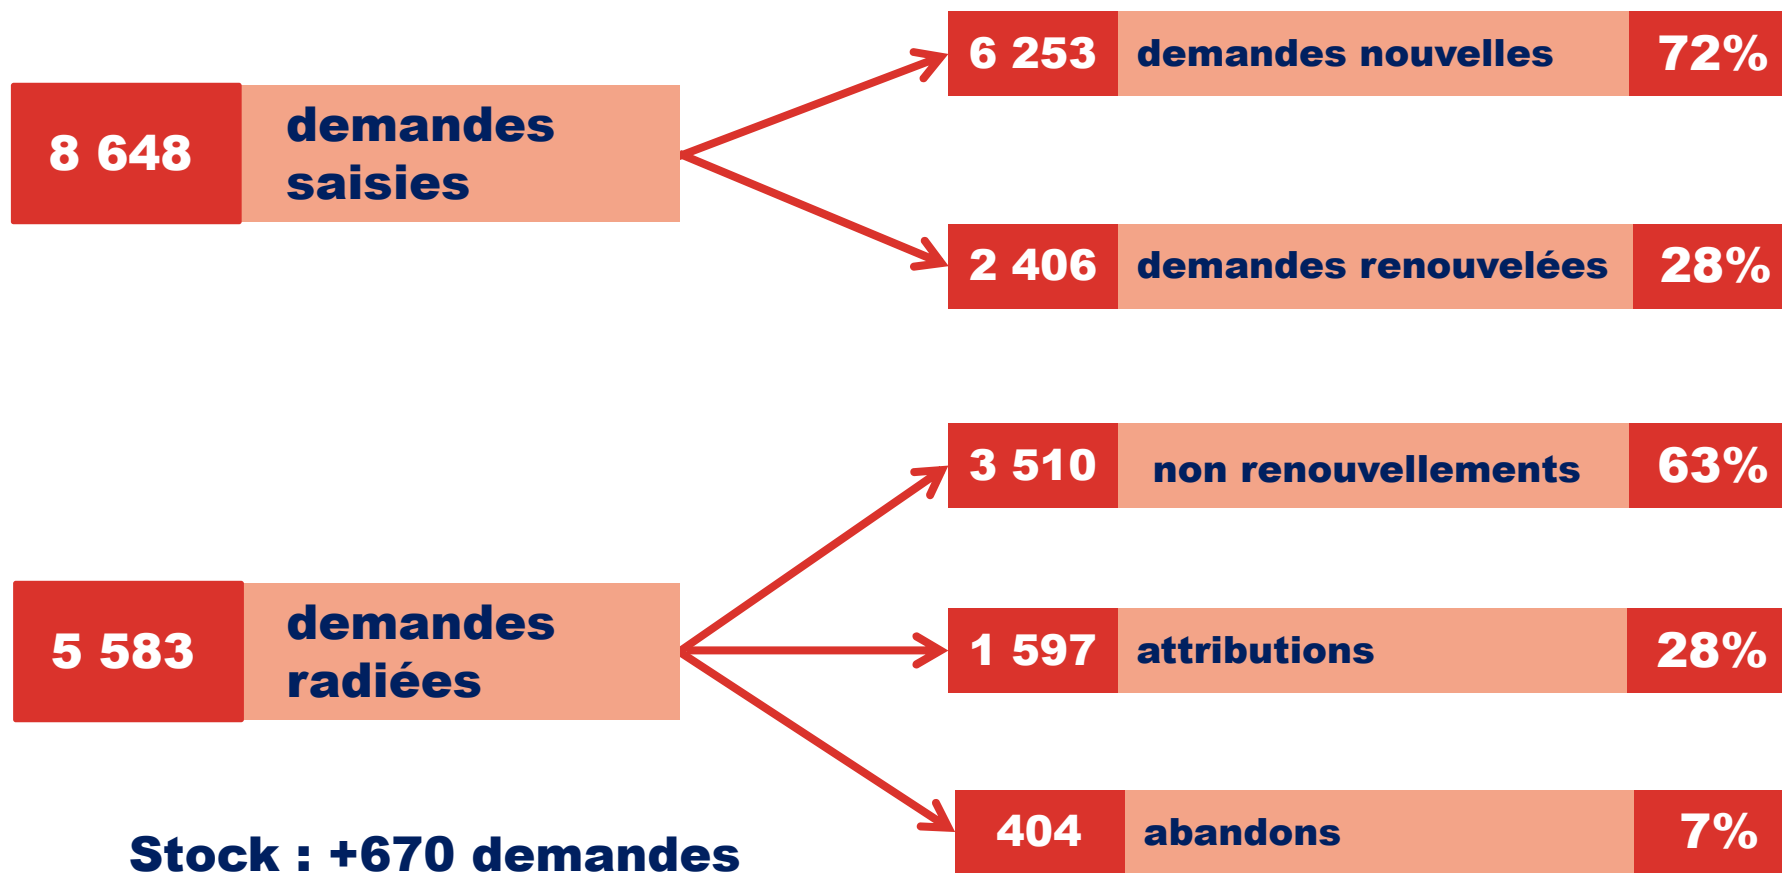 8 648
demandes
saisies
6 253
demandes nouvelles
72%
2 406
demandes renouvelées
28%
5 583
demandes
radiées
3 510
non renouvellements
63%
1 597
attributions
28%
404
abandons
7%
Stock : +670 demandes